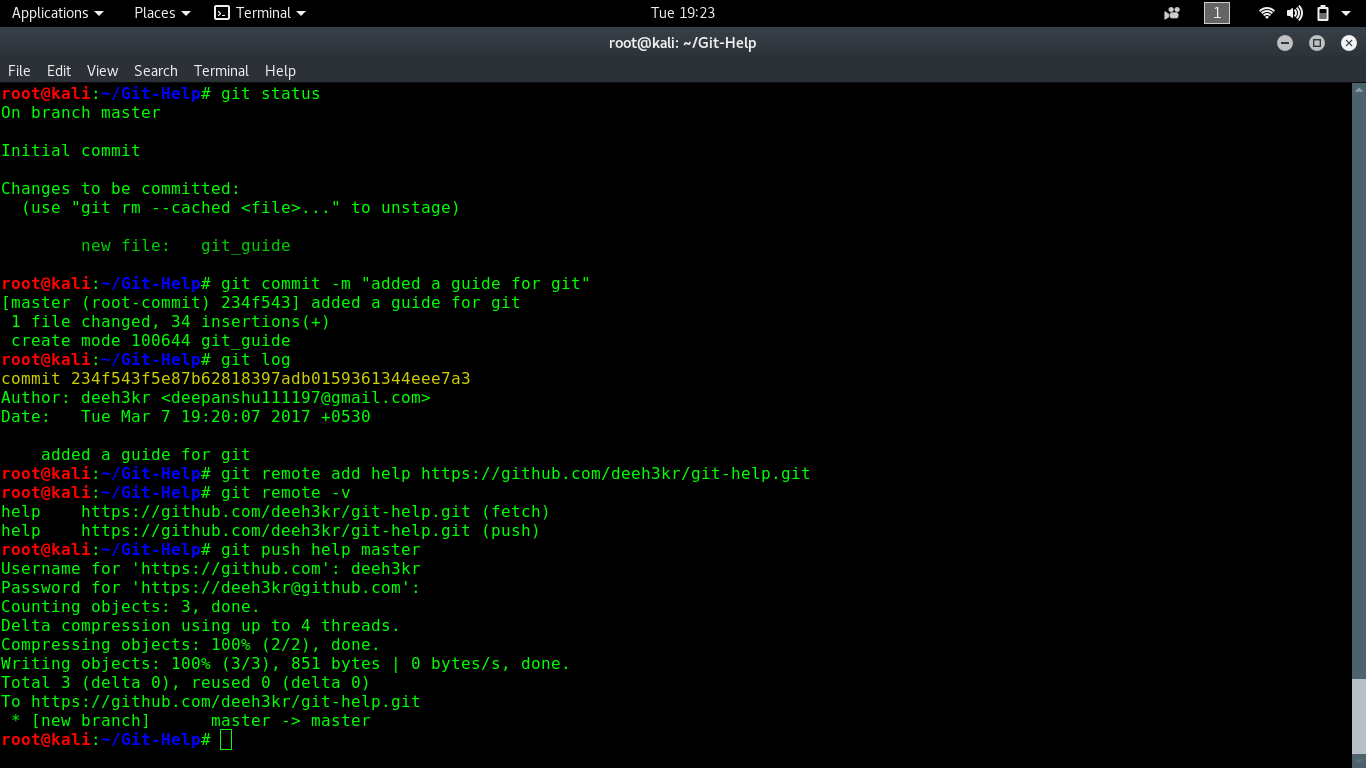 Applications Places Terminal Tue 19:23 1
root@kali: ~/Git-Help
File Edit View Search Terminal Help
root@kali:~/Git-Help# git status
On branch master
Initial commit
Changes to be committed:
  (use "git rm --cached <file>..." to unstage)
        new file:   git_guide
root@kali:~/Git-Help# git commit -m "added a guide for git"
[master (root-commit) 234f543] added a guide for git
 1 file changed, 34 insertions(+)
 create mode 100644 git_guide
root@kali:~/Git-Help# git log
commit 234f543f5e87b62818397adb0159361344eee7a3
Author: deeh3kr <deepanshu111197@gmail.com>
Date:   Tue Mar 7 19:20:07 2017 +0530
    added a guide for git
root@kali:~/Git-Help# git remote add help https://github.com/deeh3kr/git-help.git
root@kali:~/Git-Help# git remote -v
help    https://github.com/deeh3kr/git-help.git (fetch)
help    https://github.com/deeh3kr/git-help.git (push)
root@kali:~/Git-Help# git push help master
Username for 'https://github.com': deeh3kr
Password for 'https://deeh3kr@github.com':
Counting objects: 3, done.
Delta compression using up to 4 threads.
Compressing objects: 100% (2/2), done.
Writing objects: 100% (3/3), 851 bytes | 0 bytes/s, done.
Total 3 (delta 0), reused 0 (delta 0)
To https://github.com/deeh3kr/git-help.git
 * [new branch]      master -> master
root@kali:~/Git-Help#